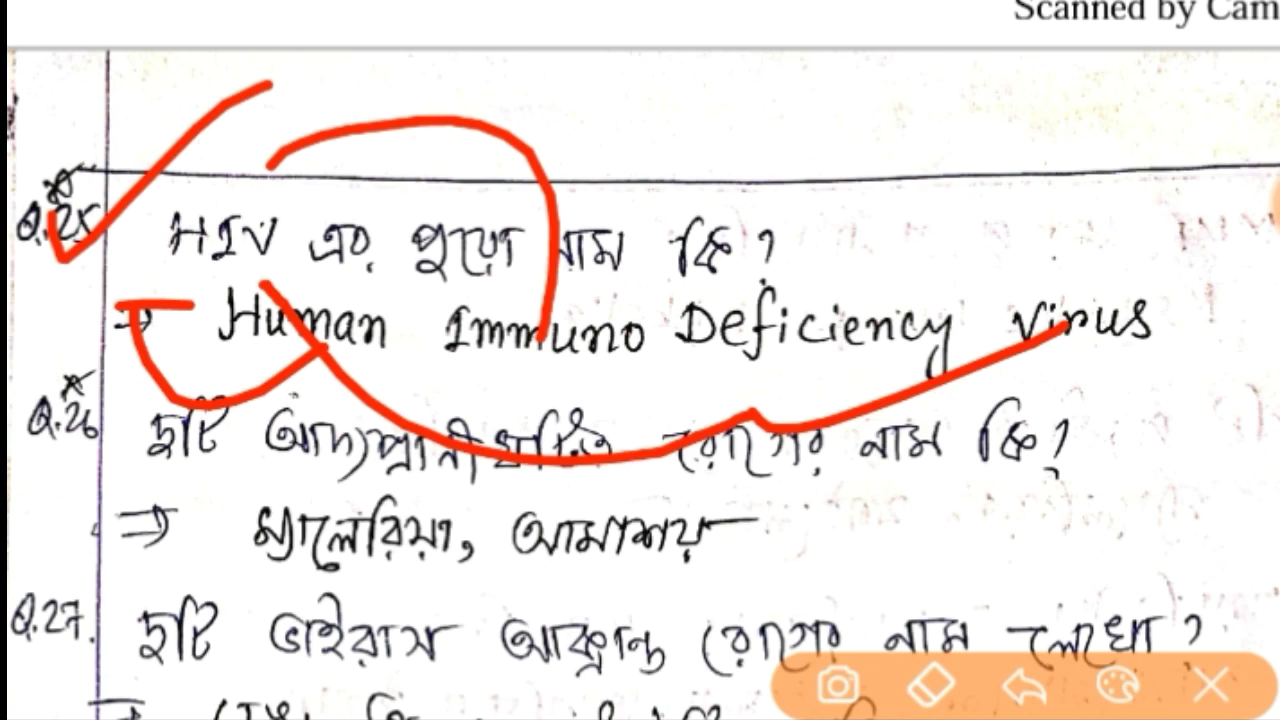 Scanned by Cam
Q.25 HIV এর পুরো নাম কি?
⇒ Human Immuno Deficiency Virus
Q.26 দুটি আদ্যপ্রাণীঘটিত রোগের নাম কি?
⇒ ম্যালেরিয়া, আমাশয়
Q.27. দুটি ভাইরাস আক্রান্ত রোগের নাম লেখো?